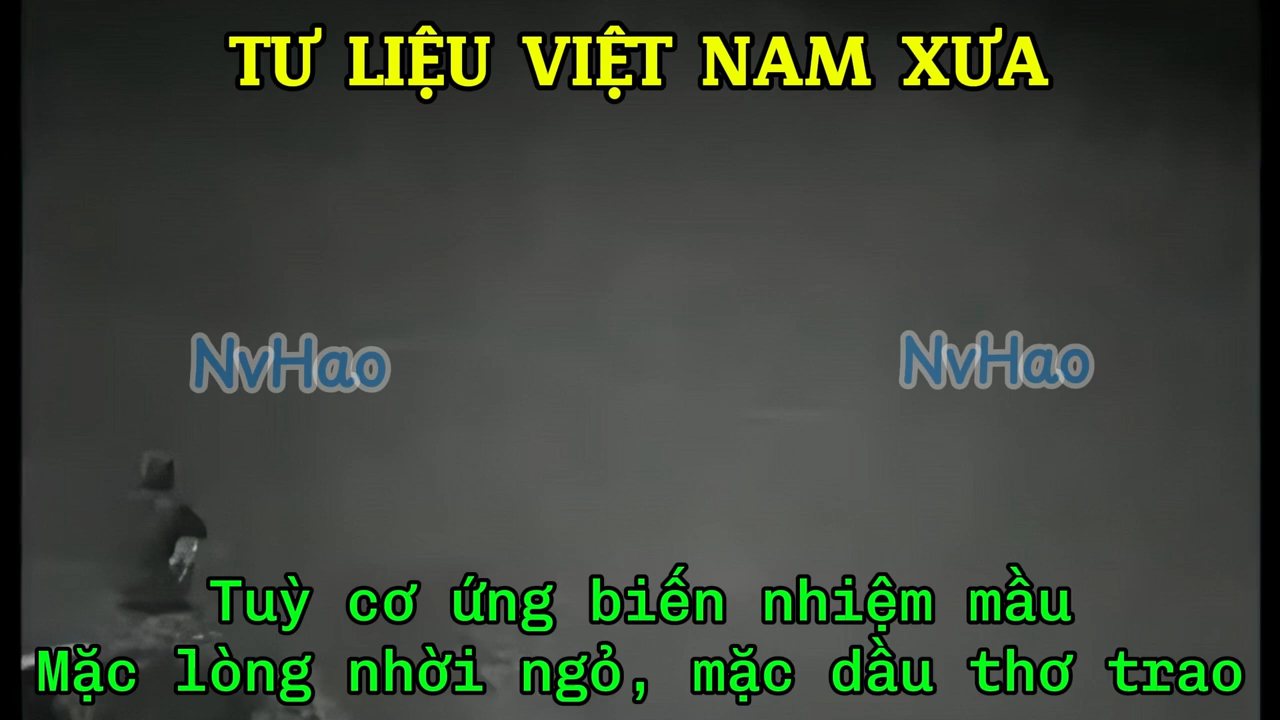 TƯ LIỆU VIỆT NAM XƯA
NvHao NvHao
Tuỳ cơ ứng biến nhiệm mầu
Mặc lòng nhời ngỏ, mặc dầu thơ trao